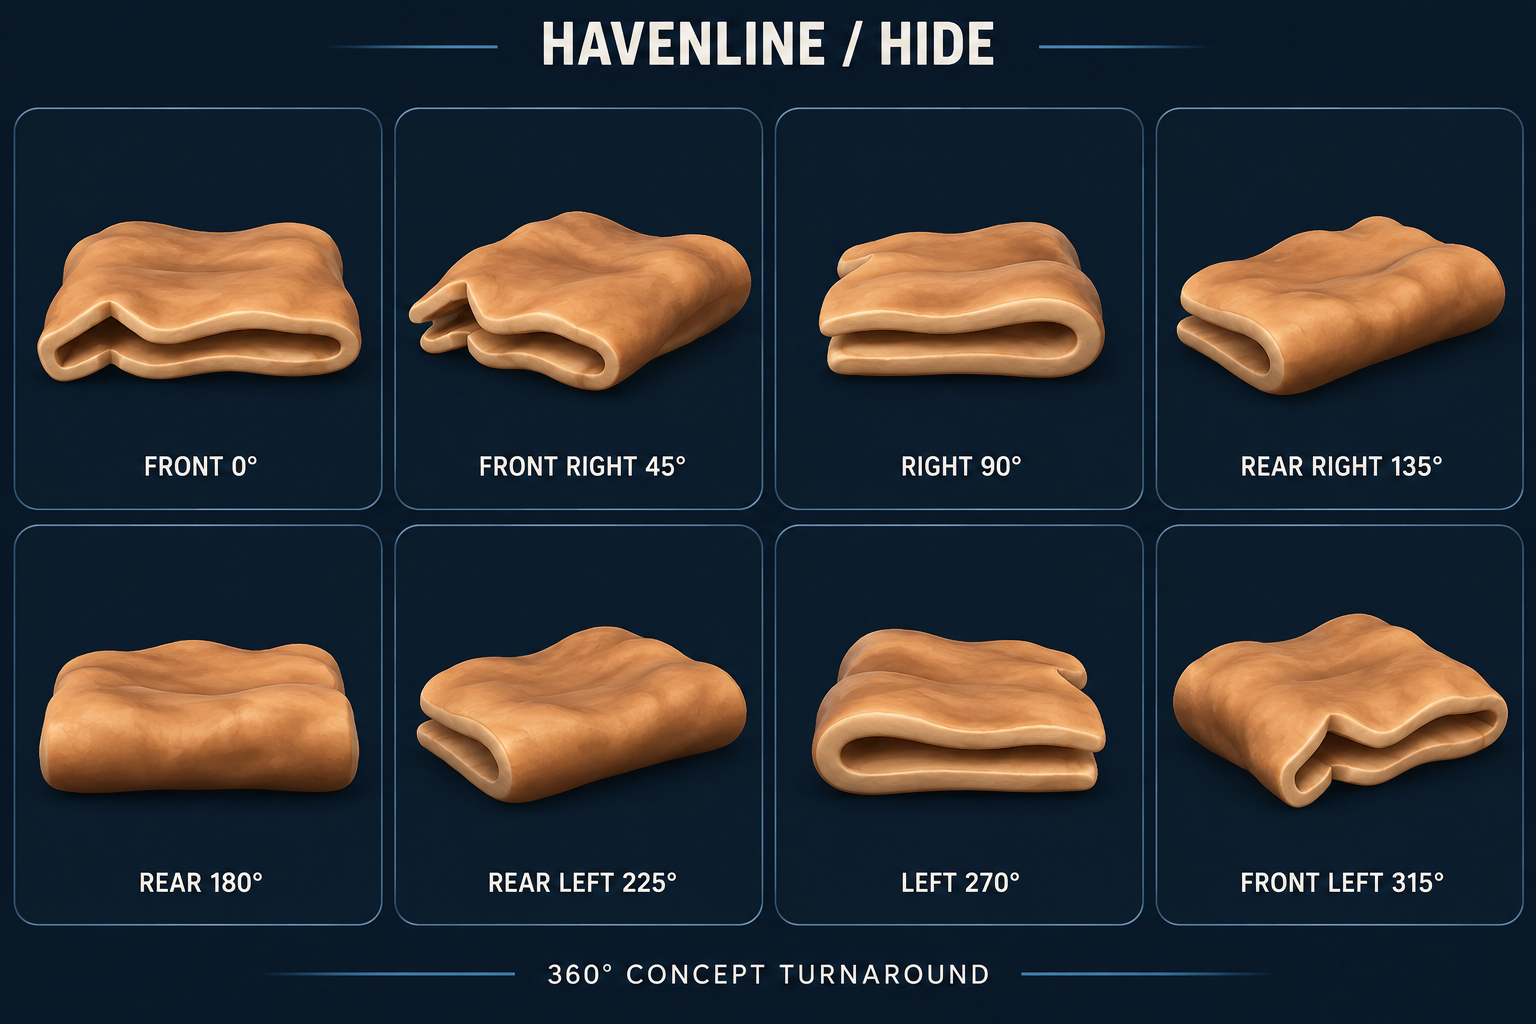 HAVENLINE / HIDE
FRONT 0°
FRONT RIGHT 45°
RIGHT 90°
REAR RIGHT 135°
REAR 180°
REAR LEFT 225°
LEFT 270°
FRONT LEFT 315°
360° CONCEPT TURNAROUND